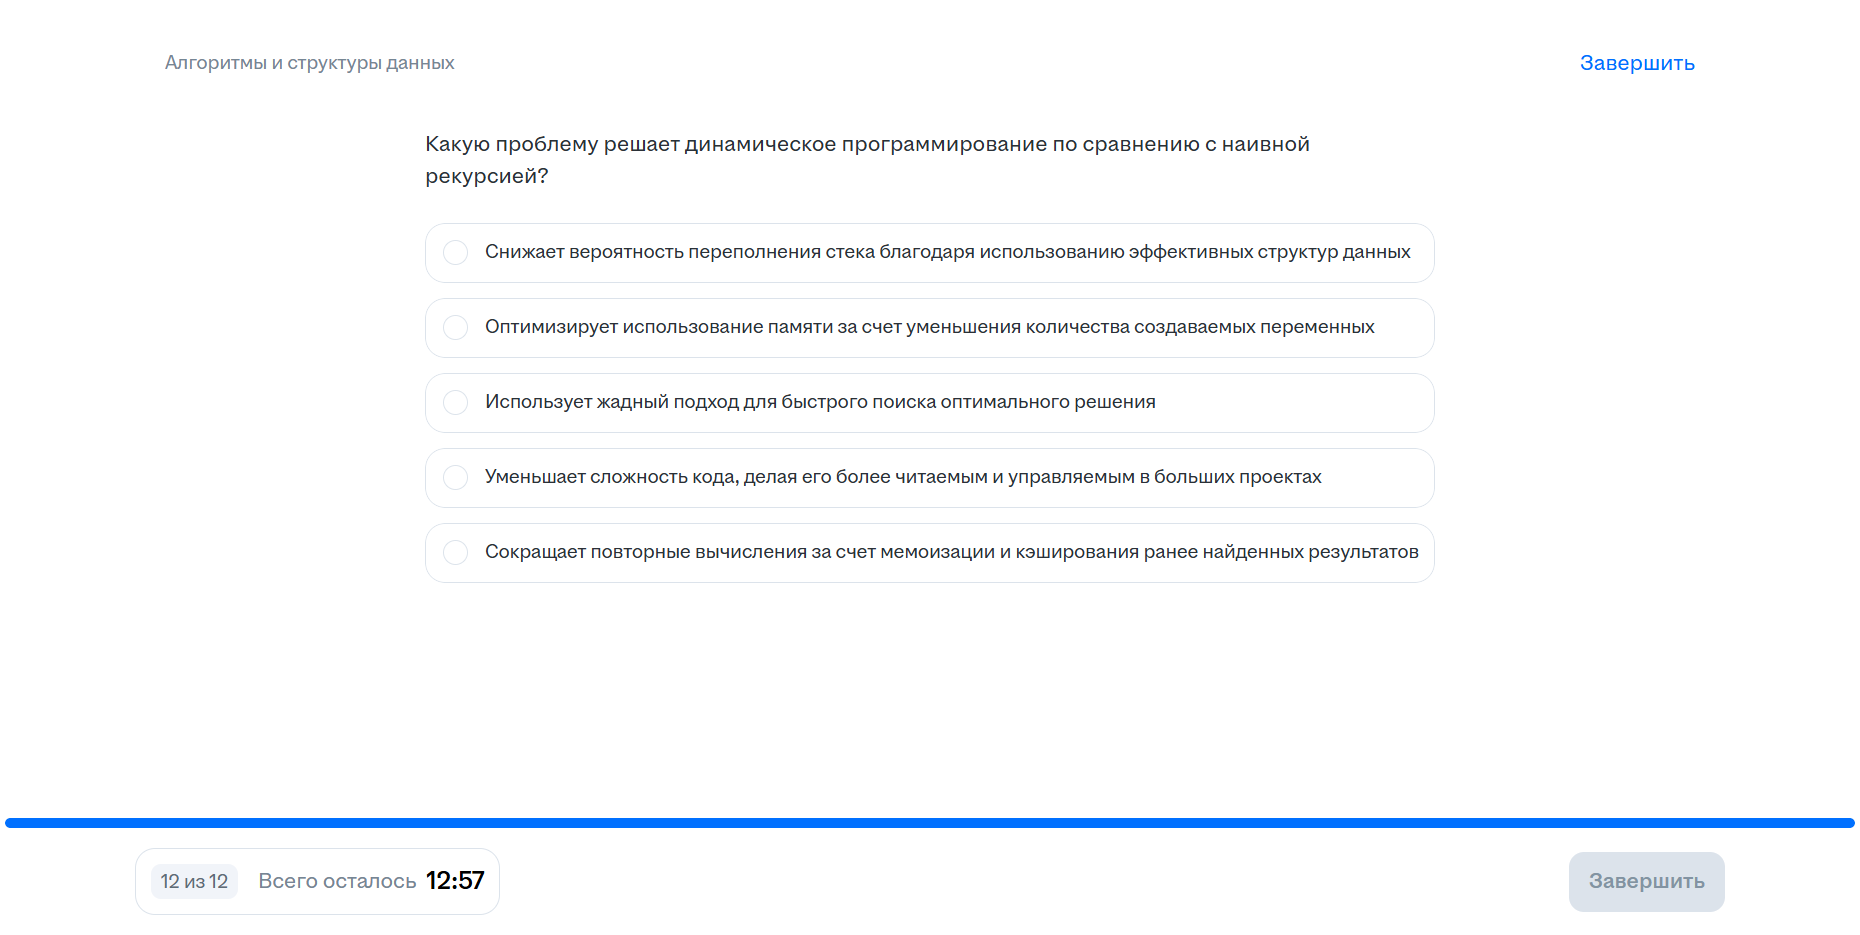 Алгоритмы и структуры данных
Завершить
Какую проблему решает динамическое программирование по сравнению с наивной
рекурсией?
Снижает вероятность переполнения стека благодаря использованию эффективных структур данных
Оптимизирует использование памяти за счет уменьшения количества создаваемых переменных
Использует жадный подход для быстрого поиска оптимального решения
Уменьшает сложность кода, делая его более читаемым и управляемым в больших проектах
Сокращает повторные вычисления за счет мемоизации и кэширования ранее найденных результатов
12 из 12 Всего осталось 12:57
Завершить